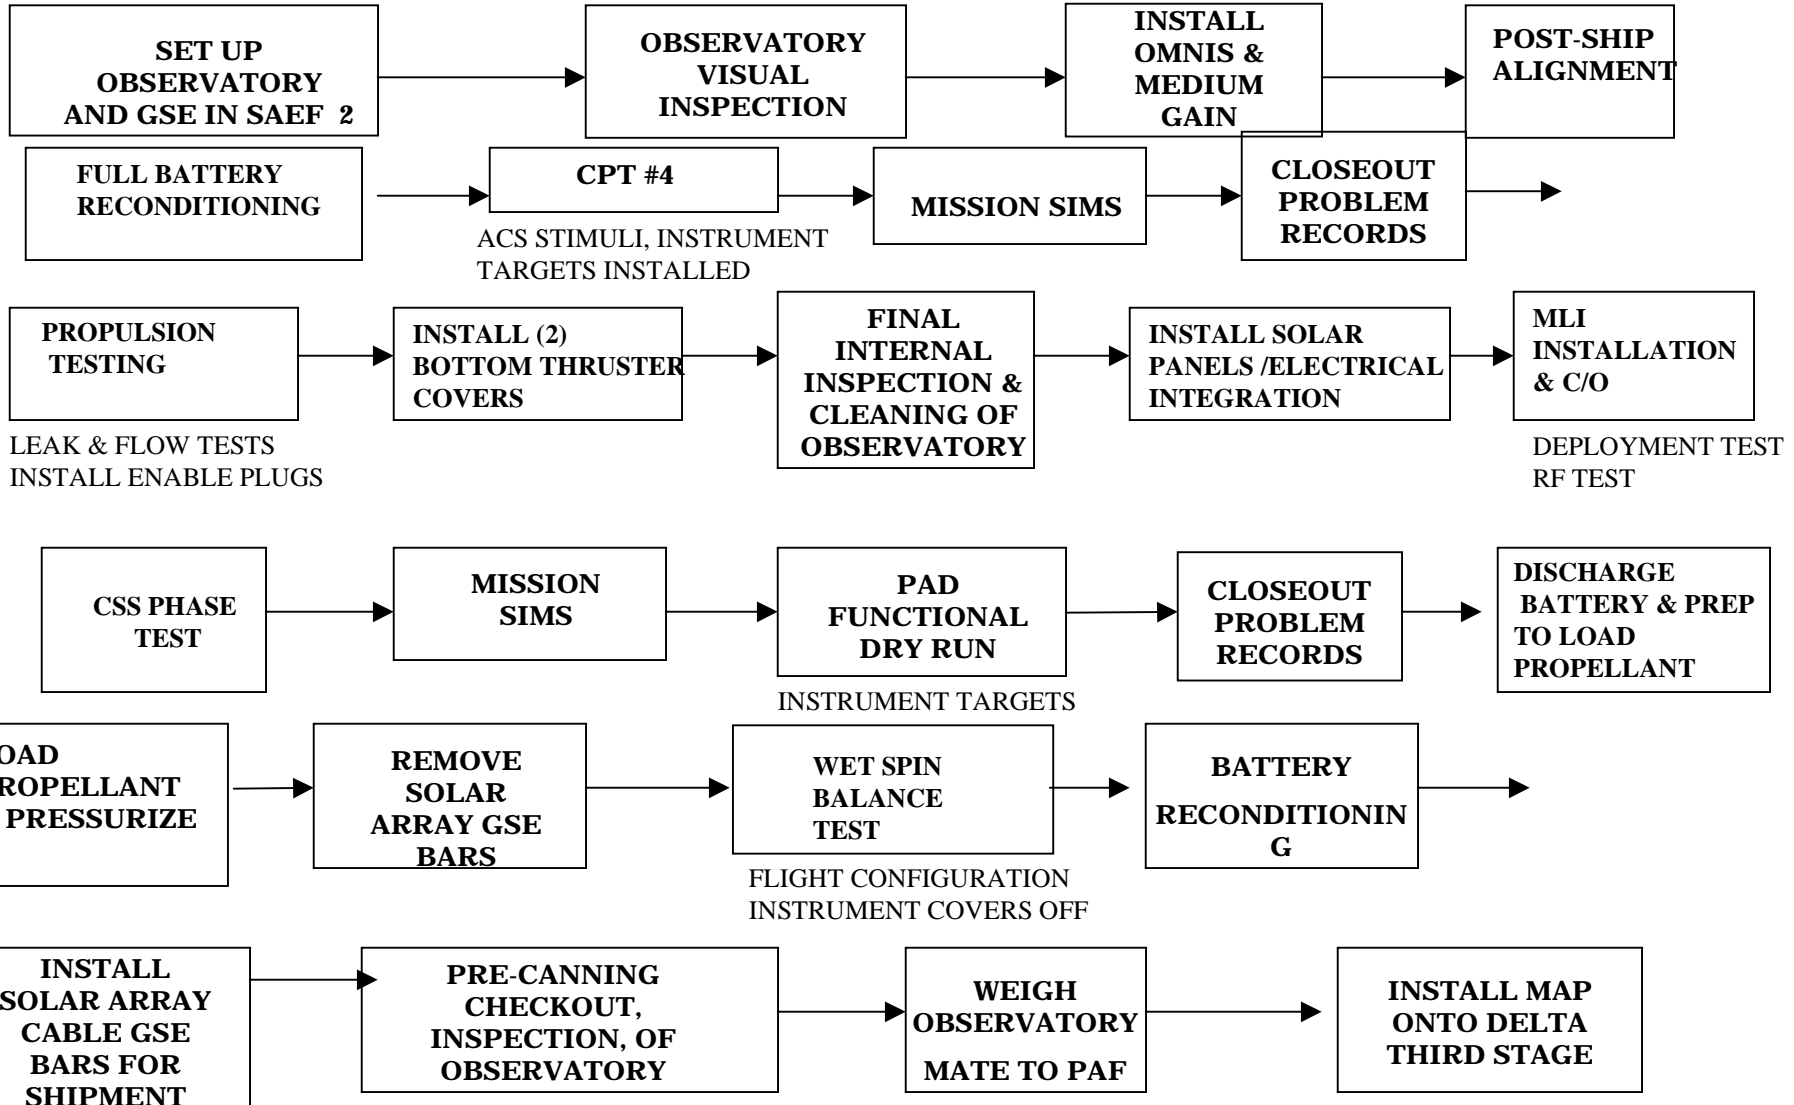 SET UP
OBSERVATORY
AND GSE IN SAEF 2
OBSERVATORY
VISUAL
INSPECTION
INSTALL
OMNIS &
MEDIUM
GAIN
POST-SHIP
ALIGNMENT
FULL BATTERY
RECONDITIONING
CPT #4
ACS STIMULI, INSTRUMENT
TARGETS INSTALLED
MISSION SIMS
CLOSEOUT
PROBLEM
RECORDS
PROPULSION
TESTING
LEAK & FLOW TESTS
INSTALL ENABLE PLUGS
INSTALL (2)
BOTTOM THRUSTER
COVERS
FINAL
INTERNAL
INSPECTION &
CLEANING OF
OBSERVATORY
INSTALL SOLAR
PANELS /ELECTRICAL
INTEGRATION
MLI
INSTALLATION
& C/O
DEPLOYMENT TEST
RF TEST
CSS PHASE
TEST
MISSION
SIMS
PAD
FUNCTIONAL
DRY RUN
INSTRUMENT TARGETS
CLOSEOUT
PROBLEM
RECORDS
DISCHARGE
BATTERY & PREP
TO LOAD
PROPELLANT
OAD
ROPELLANT
PRESSURIZE
REMOVE
SOLAR
ARRAY GSE
BARS
WET SPIN
BALANCE
TEST
FLIGHT CONFIGURATION
INSTRUMENT COVERS OFF
BATTERY
RECONDITIONIN
G
INSTALL
SOLAR ARRAY
CABLE GSE
BARS FOR
SHIPMENT
PRE-CANNING
CHECKOUT,
INSPECTION, OF
OBSERVATORY
WEIGH
OBSERVATORY
MATE TO PAF
INSTALL MAP
ONTO DELTA
THIRD STAGE